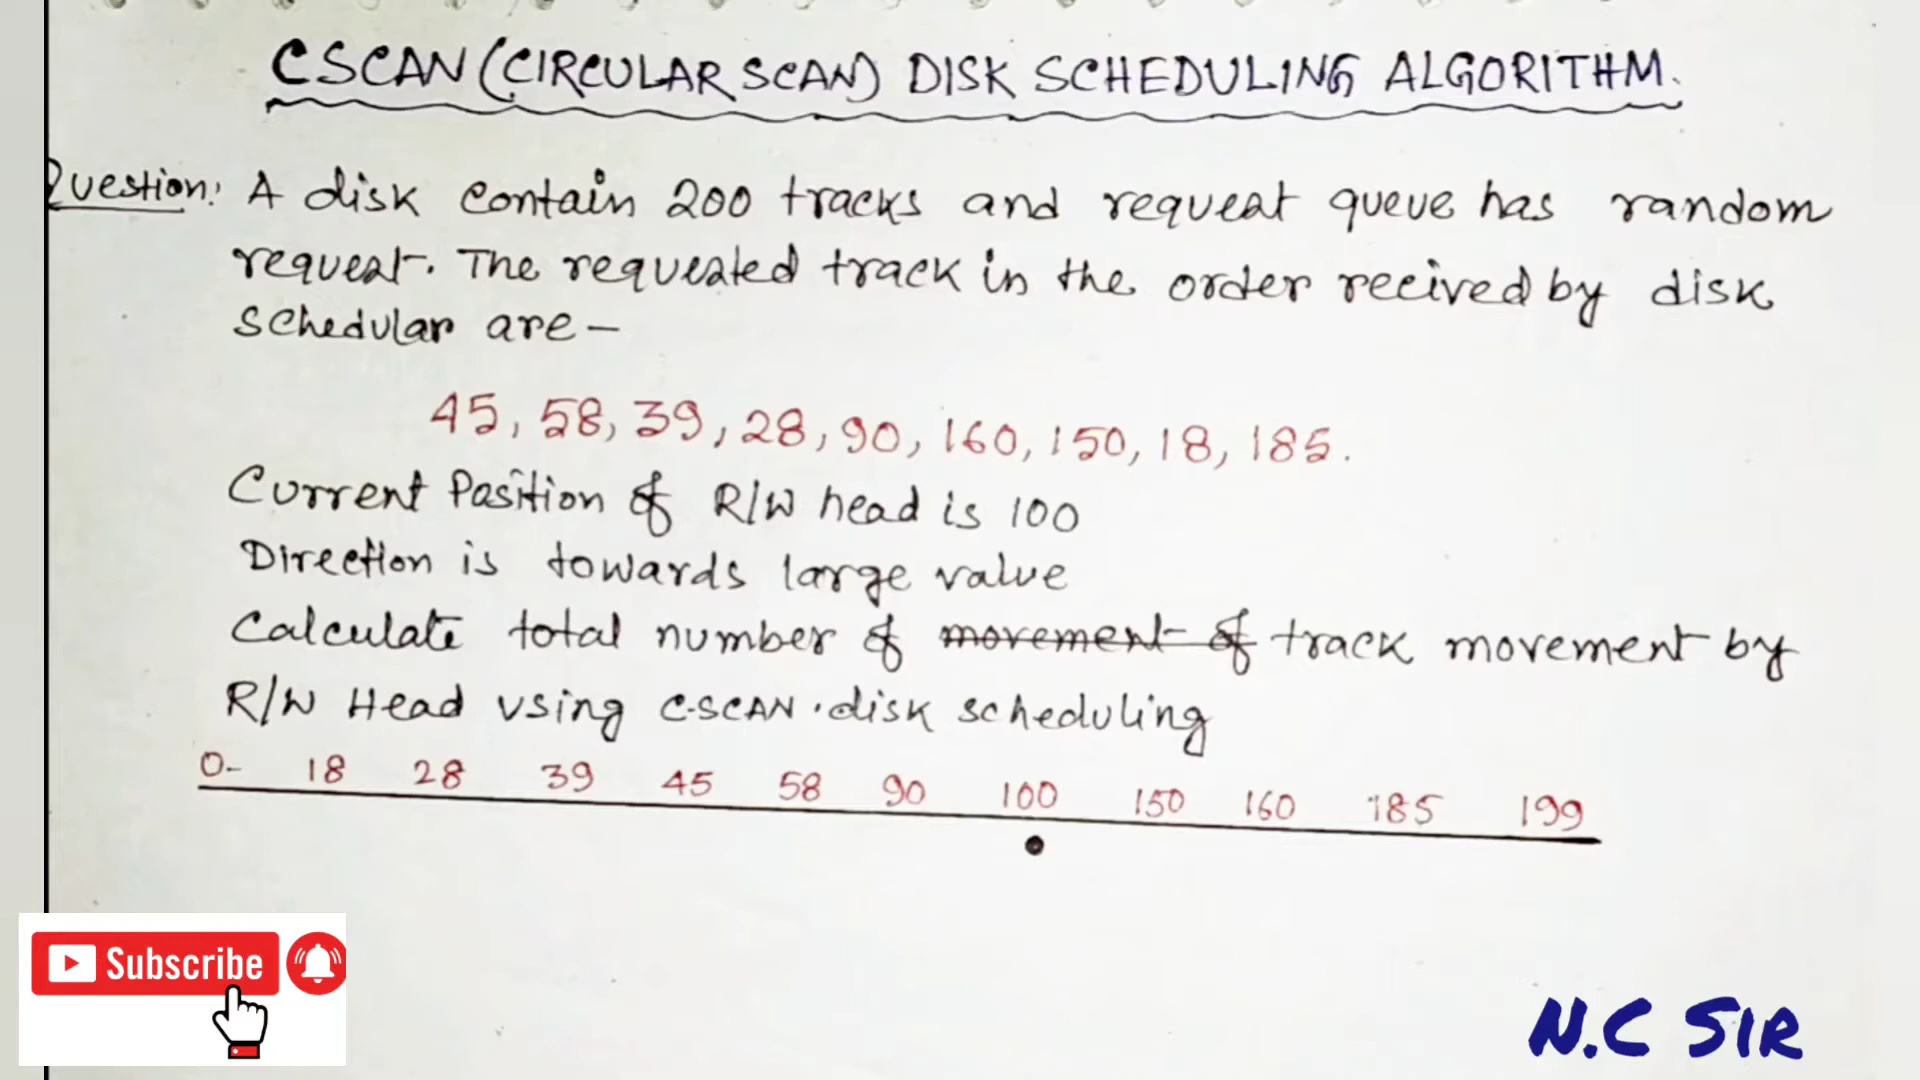 CSCAN (CIRCULAR SCAN) DISK SCHEDULING ALGORITHM.
Question: A disk contain 200 tracks and request queue has random
request. The requested track in the order recived by disk
Schedular are –
45, 58, 39, 28, 90, 160, 150, 18, 185.
Current Position of R/W head is 100
Direction is towards large value
Calculate total number of movement of track movement by
R/W Head using C-SCAN disk scheduling
0- 18 28 39 45 58 90 100 150 160 185 199
Subscribe
N.C SIR